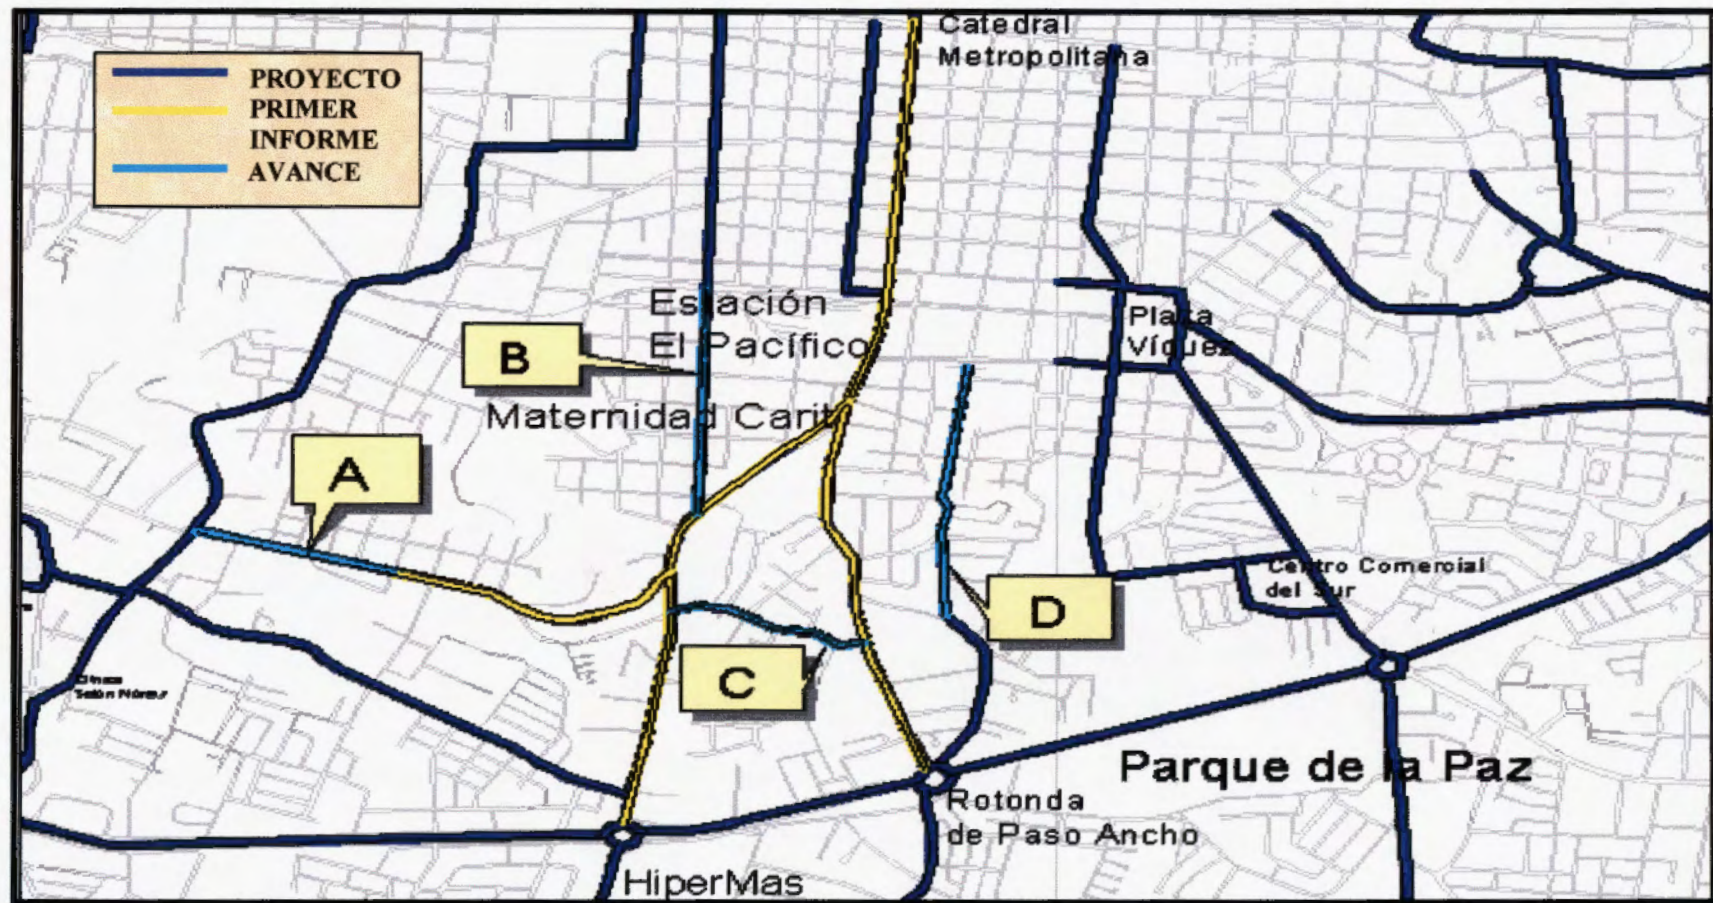 Catedral
Metropolitana
PROYECTO
PRIMER
INFORME
AVANCE
Estación
El Pacífico
Plaza
Víquez
B
Maternidad Carit
A
Centro Comercial
del Sur
D
C
Parque de la Paz
Rotonda
de Paso Ancho
HiperMas